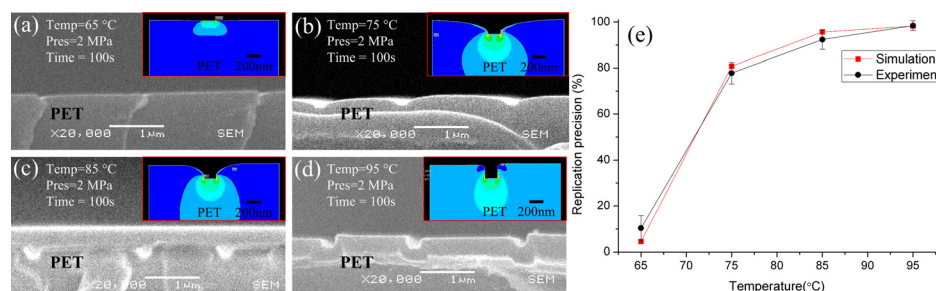 (a)
Temp=65 °C
Pres=2 MPa
Time = 100s
PET
200nm
PET
X20,000
1μm
SEM
(b)
Temp=75 °C
Pres=2 MPa
Time = 100s
PET
200nm
PET
X20,000
1μm
SEM
(c)
Temp=85 °C
Pres=2 MPa
Time = 100s
PET
200nm
PET
X20,000
1μm
SEM
(d)
Temp=95 °C
Pres=2 MPa
Time = 100s
PET
200nm
PET
X20,000
1μm
SEM
(e)
Replication precision (%)
100
80
60
40
20
0
Simulation
Experiment
65 70 75 80 85 90 95
Temperature(°C)